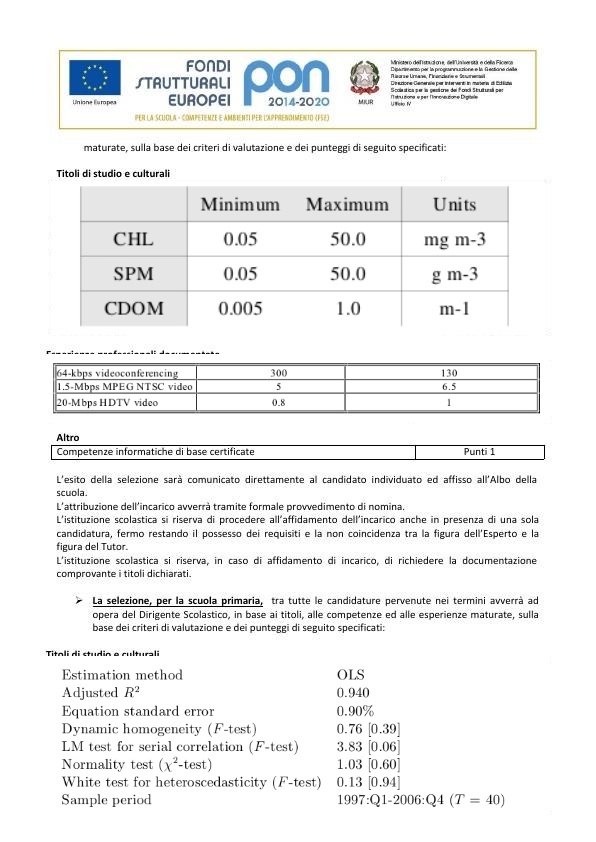 Unione Europea
FONDI
STRUTTURALI
EUROPEI
pon
2014-2020
PER LA SCUOLA - COMPETENZE E AMBIENTI PER L'APPRENDIMENTO (FSE)
MIUR
Ministero dell'Istruzione, dell'Università e della Ricerca
Dipartimento per la programmazione e la Gestione delle
Risorse Umane, Finanziarie e Strumentali
Direzione Generale per interventi in materia di Edilizia
Scolastica per la gestione dei Fondi Strutturali per
l'Istruzione e per l'Innovazione Digitale
Ufficio IV
maturate, sulla base dei criteri di valutazione e dei punteggi di seguito specificati:
Titoli di studio e culturali
Minimum Maximum Units
CHL 0.05 50.0 mg m-3
SPM 0.05 50.0 g m-3
CDOM 0.005 1.0 m-1
Esperienze professionali documentate
64-kbps videoconferencing 300 130
1.5-Mbps MPEG NTSC video 5 6.5
20-Mbps HDTV video 0.8 1
Altro
Competenze informatiche di base certificate Punti 1
L'esito della selezione sarà comunicato direttamente al candidato individuato ed affisso all'Albo della
scuola.
L'attribuzione dell'incarico avverrà tramite formale provvedimento di nomina.
L'istituzione scolastica si riserva di procedere all'affidamento dell'incarico anche in presenza di una sola
candidatura, fermo restando il possesso dei requisiti e la non coincidenza tra la figura dell'Esperto e la
figura del Tutor.
L'istituzione scolastica si riserva, in caso di affidamento di incarico, di richiedere la documentazione
comprovante i titoli dichiarati.
➢ La selezione, per la scuola primaria, tra tutte le candidature pervenute nei termini avverrà ad
opera del Dirigente Scolastico, in base ai titoli, alle competenze ed alle esperienze maturate, sulla
base dei criteri di valutazione e dei punteggi di seguito specificati:
Titoli di studio e culturali
Estimation method OLS
Adjusted R² 0.940
Equation standard error 0.90%
Dynamic homogeneity (F-test) 0.76 [0.39]
LM test for serial correlation (F-test) 3.83 [0.06]
Normality test (χ²-test) 1.03 [0.60]
White test for heteroscedasticity (F-test) 0.13 [0.94]
Sample period 1997:Q1-2006:Q4 (T = 40)